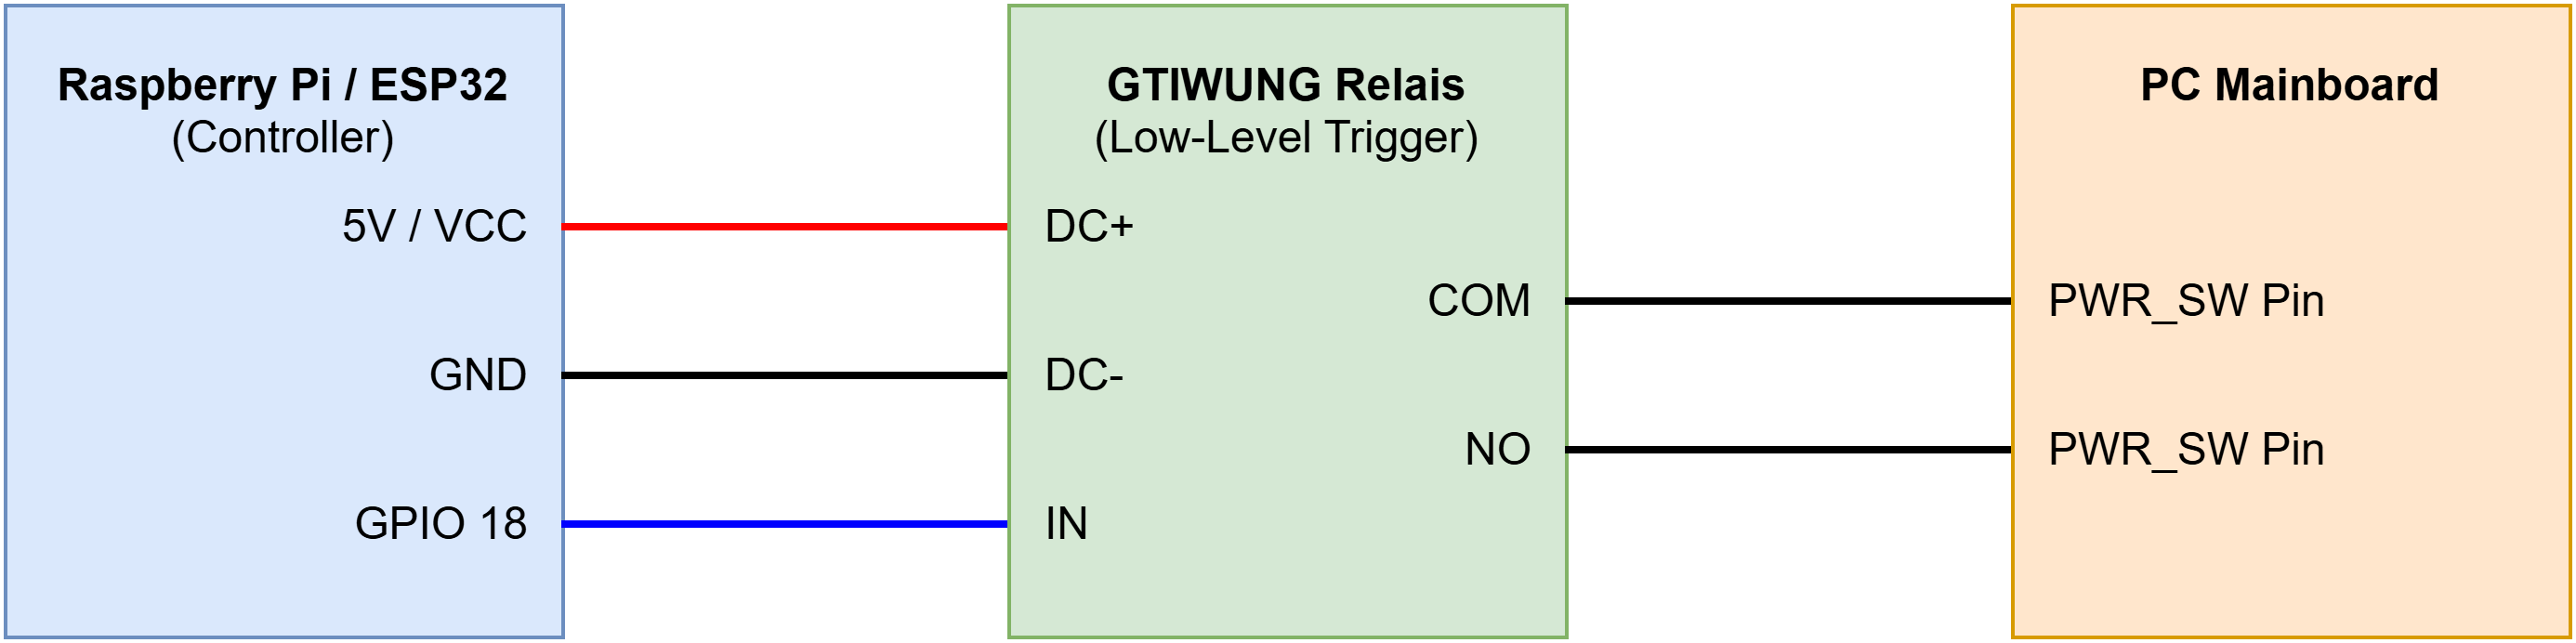 Raspberry Pi / ESP32
(Controller)
5V / VCC
GND
GPIO 18
GTIWUNG Relais
(Low-Level Trigger)
DC+
COM
DC-
NO
IN
PC Mainboard
PWR_SW Pin
PWR_SW Pin